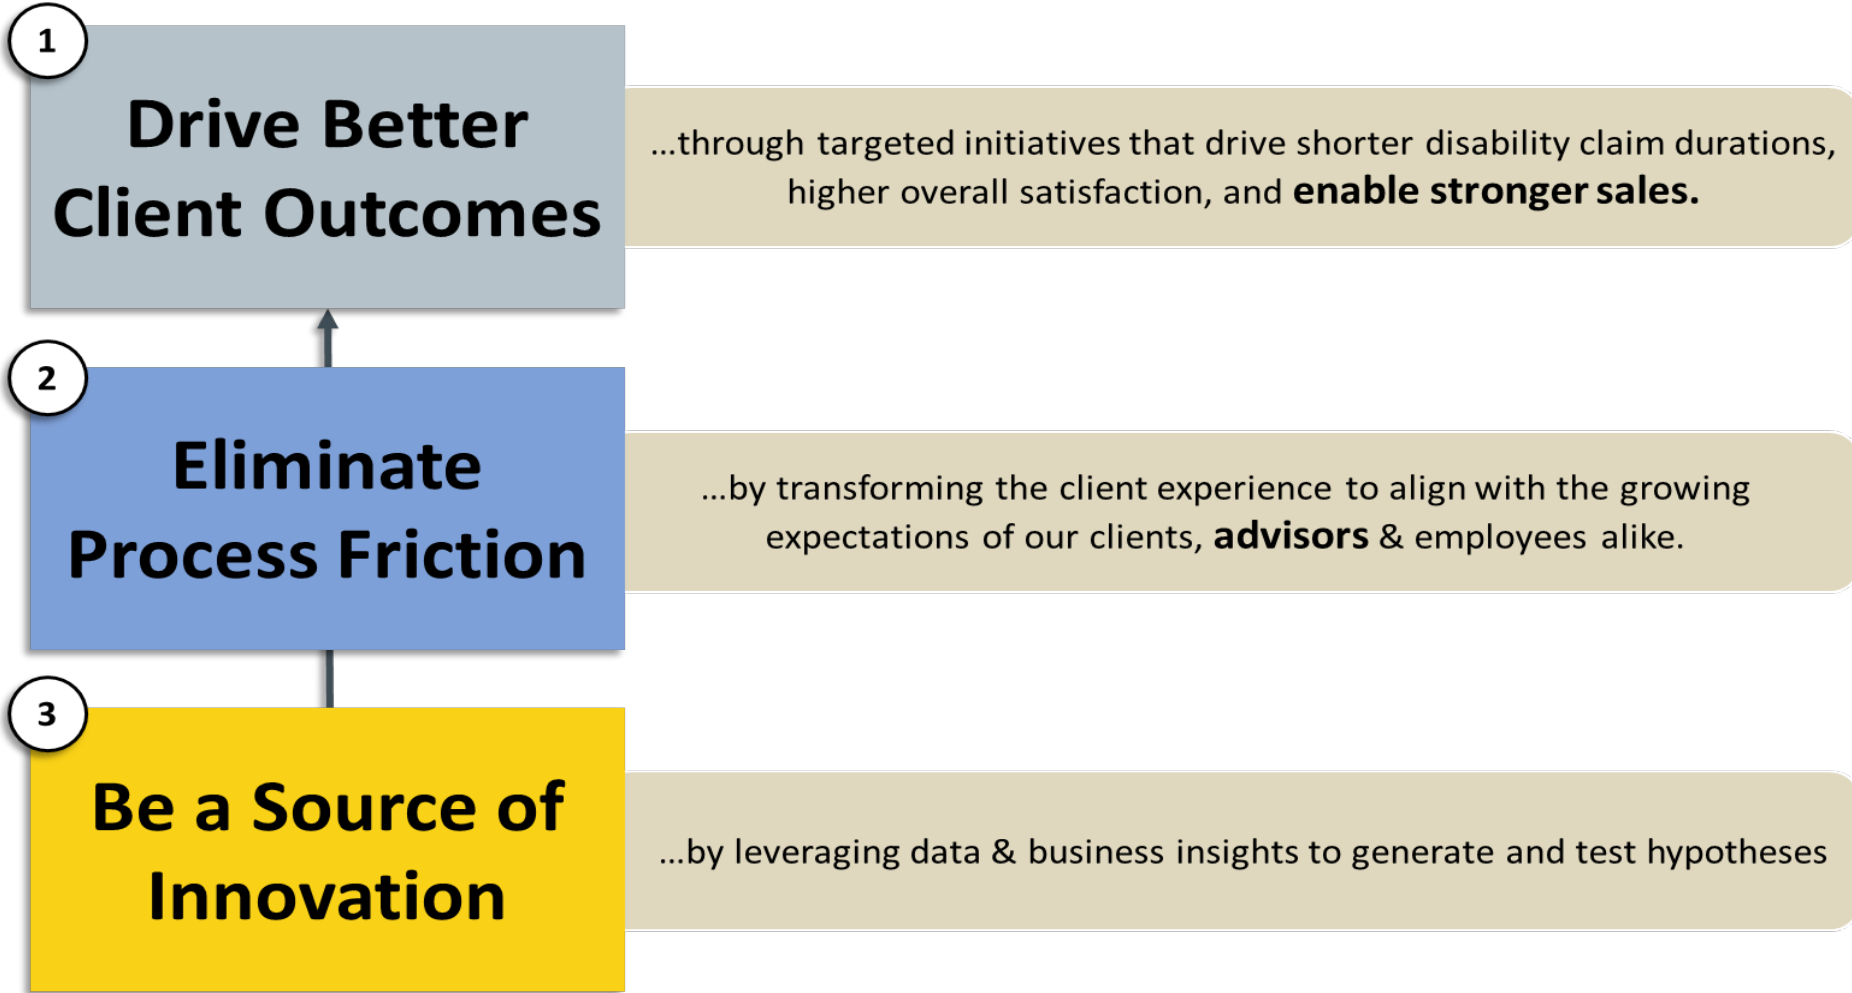 1
Drive Better
Client Outcomes
...through targeted initiatives that drive shorter disability claim durations,
higher overall satisfaction, and enable stronger sales.
2
Eliminate
Process Friction
...by transforming the client experience to align with the growing
expectations of our clients, advisors & employees alike.
3
Be a Source of
Innovation
...by leveraging data & business insights to generate and test hypotheses